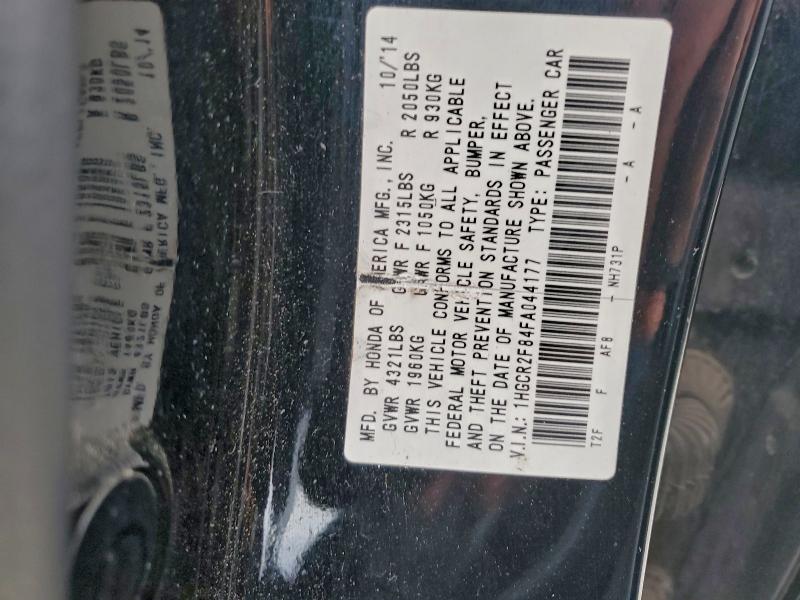 MFD. BY HONDA OF AMERICA MFG., INC. 10/14
GVWR 4321LBS GAWR F 2315LBS R 2050LBS
GVWR 1960KG GAWR F 1050KG R 930KG
THIS VEHICLE CONFORMS TO ALL APPLICABLE
FEDERAL MOTOR VEHICLE SAFETY, BUMPER,
AND THEFT PREVENTION STANDARDS IN EFFECT
ON THE DATE OF MANUFACTURE SHOWN ABOVE.
V.I.N.: 1HGCR2F84FA044177 TYPE: PASSENGER CAR
T2F F AF8 - NH731P - A - A